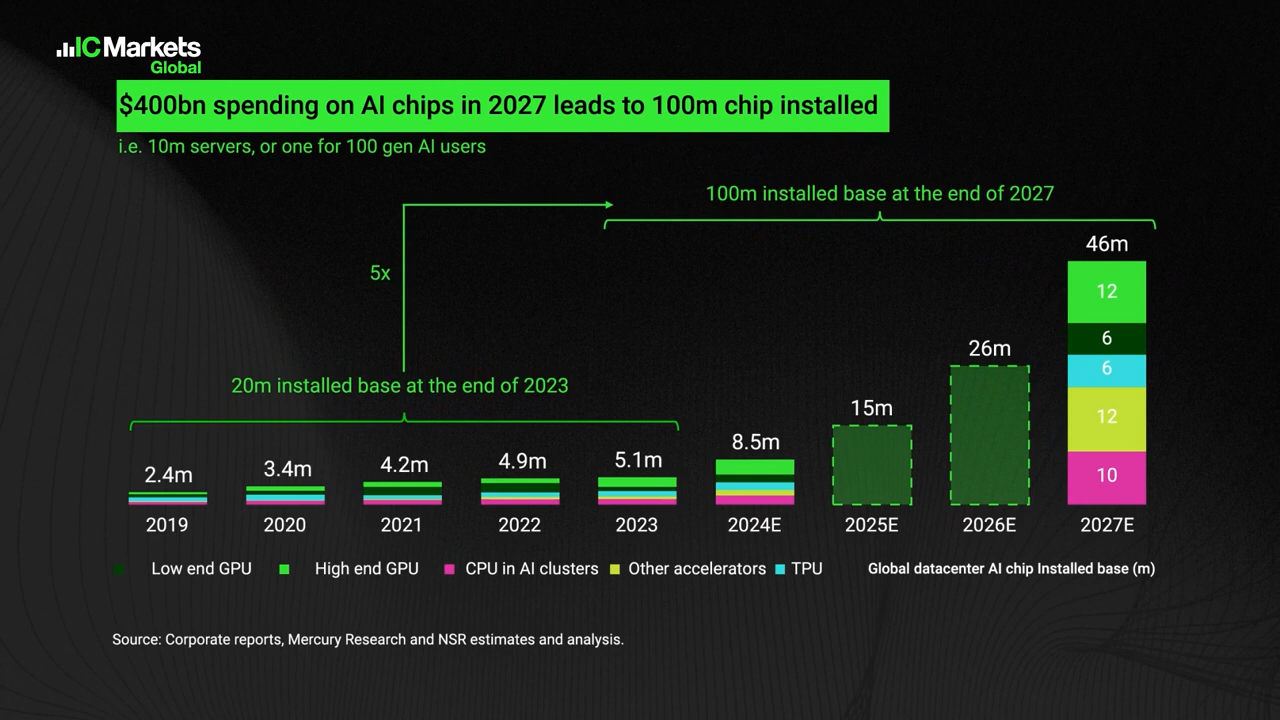 IC Markets
Global
$400bn spending on AI chips in 2027 leads to 100m chip installed
i.e. 10m servers, or one for 100 gen AI users
100m installed base at the end of 2027
46m
12
5x
6
26m
6
20m installed base at the end of 2023
15m
12
8.5m
2.4m 3.4m 4.2m 4.9m 5.1m
10
2019 2020 2021 2022 2023 2024E 2025E 2026E 2027E
Low end GPU High end GPU CPU in AI clusters Other accelerators TPU Global datacenter AI chip Installed base (m)
Source: Corporate reports, Mercury Research and NSR estimates and analysis.